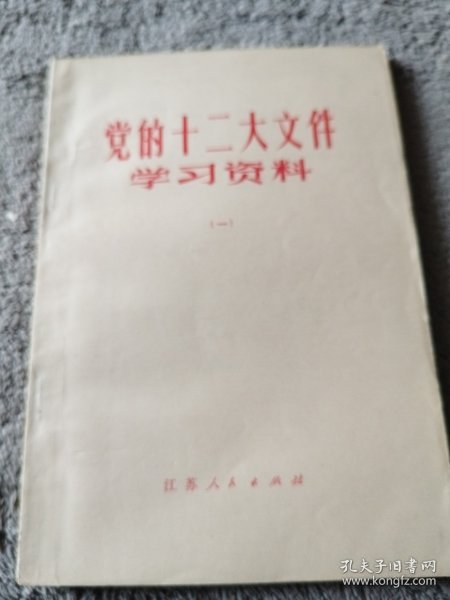 党的十二大文件
学习资料
（一）
江苏人民出版社
孔夫子旧书网
www.kongfz.com